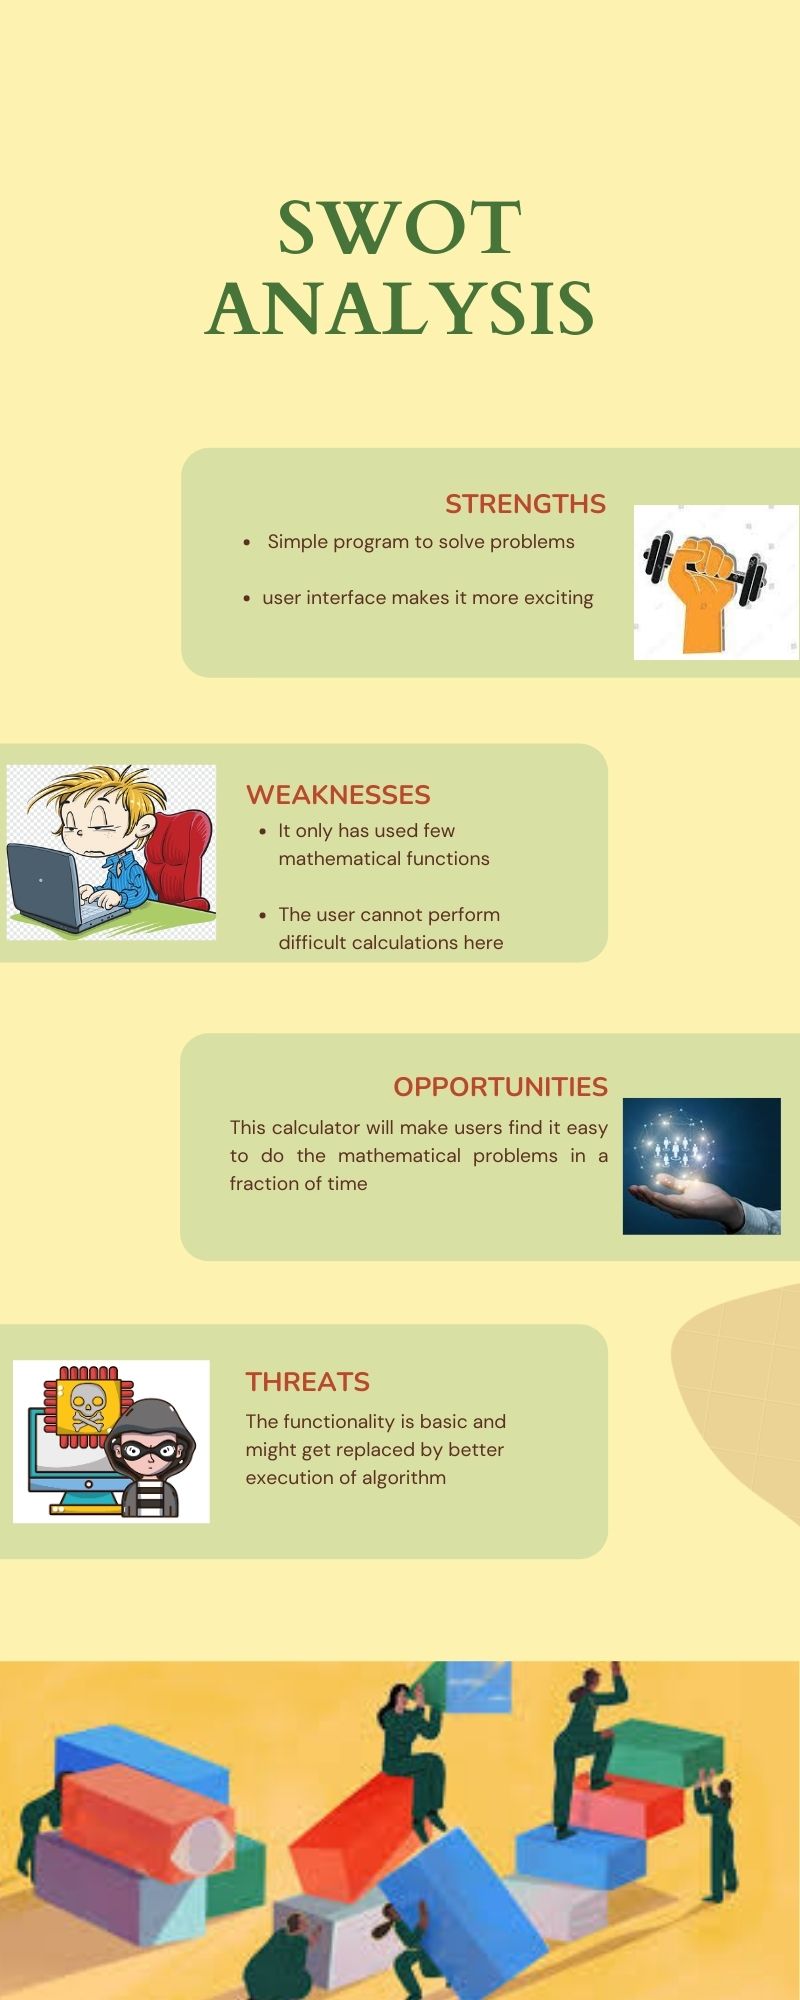 SWOT
ANALYSIS
STRENGTHS
• Simple program to solve problems
• user interface makes it more exciting
WEAKNESSES
• It only has used few
mathematical functions
• The user cannot perform
difficult calculations here
OPPORTUNITIES
This calculator will make users find it easy
to do the mathematical problems in a
fraction of time
THREATS
The functionality is basic and
might get replaced by better
execution of algorithm